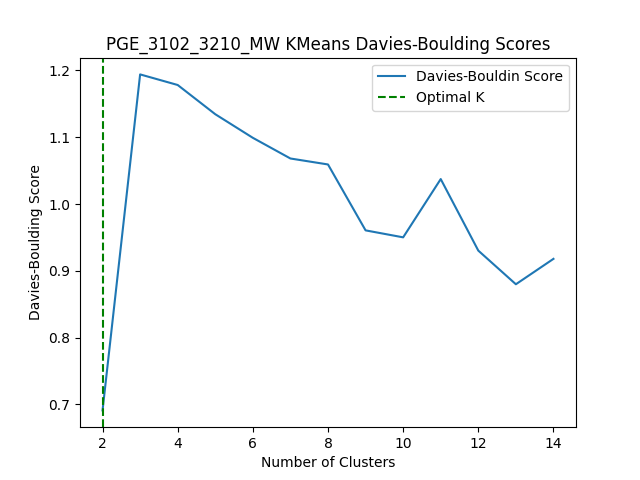 PGE_3102_3210_MW KMeans Davies-Boulding Scores
Davies-Bouldin Score
Optimal K
Davies-Boulding Score
1.2
1.1
1.0
0.9
0.8
0.7
2 4 6 8 10 12 14
Number of Clusters